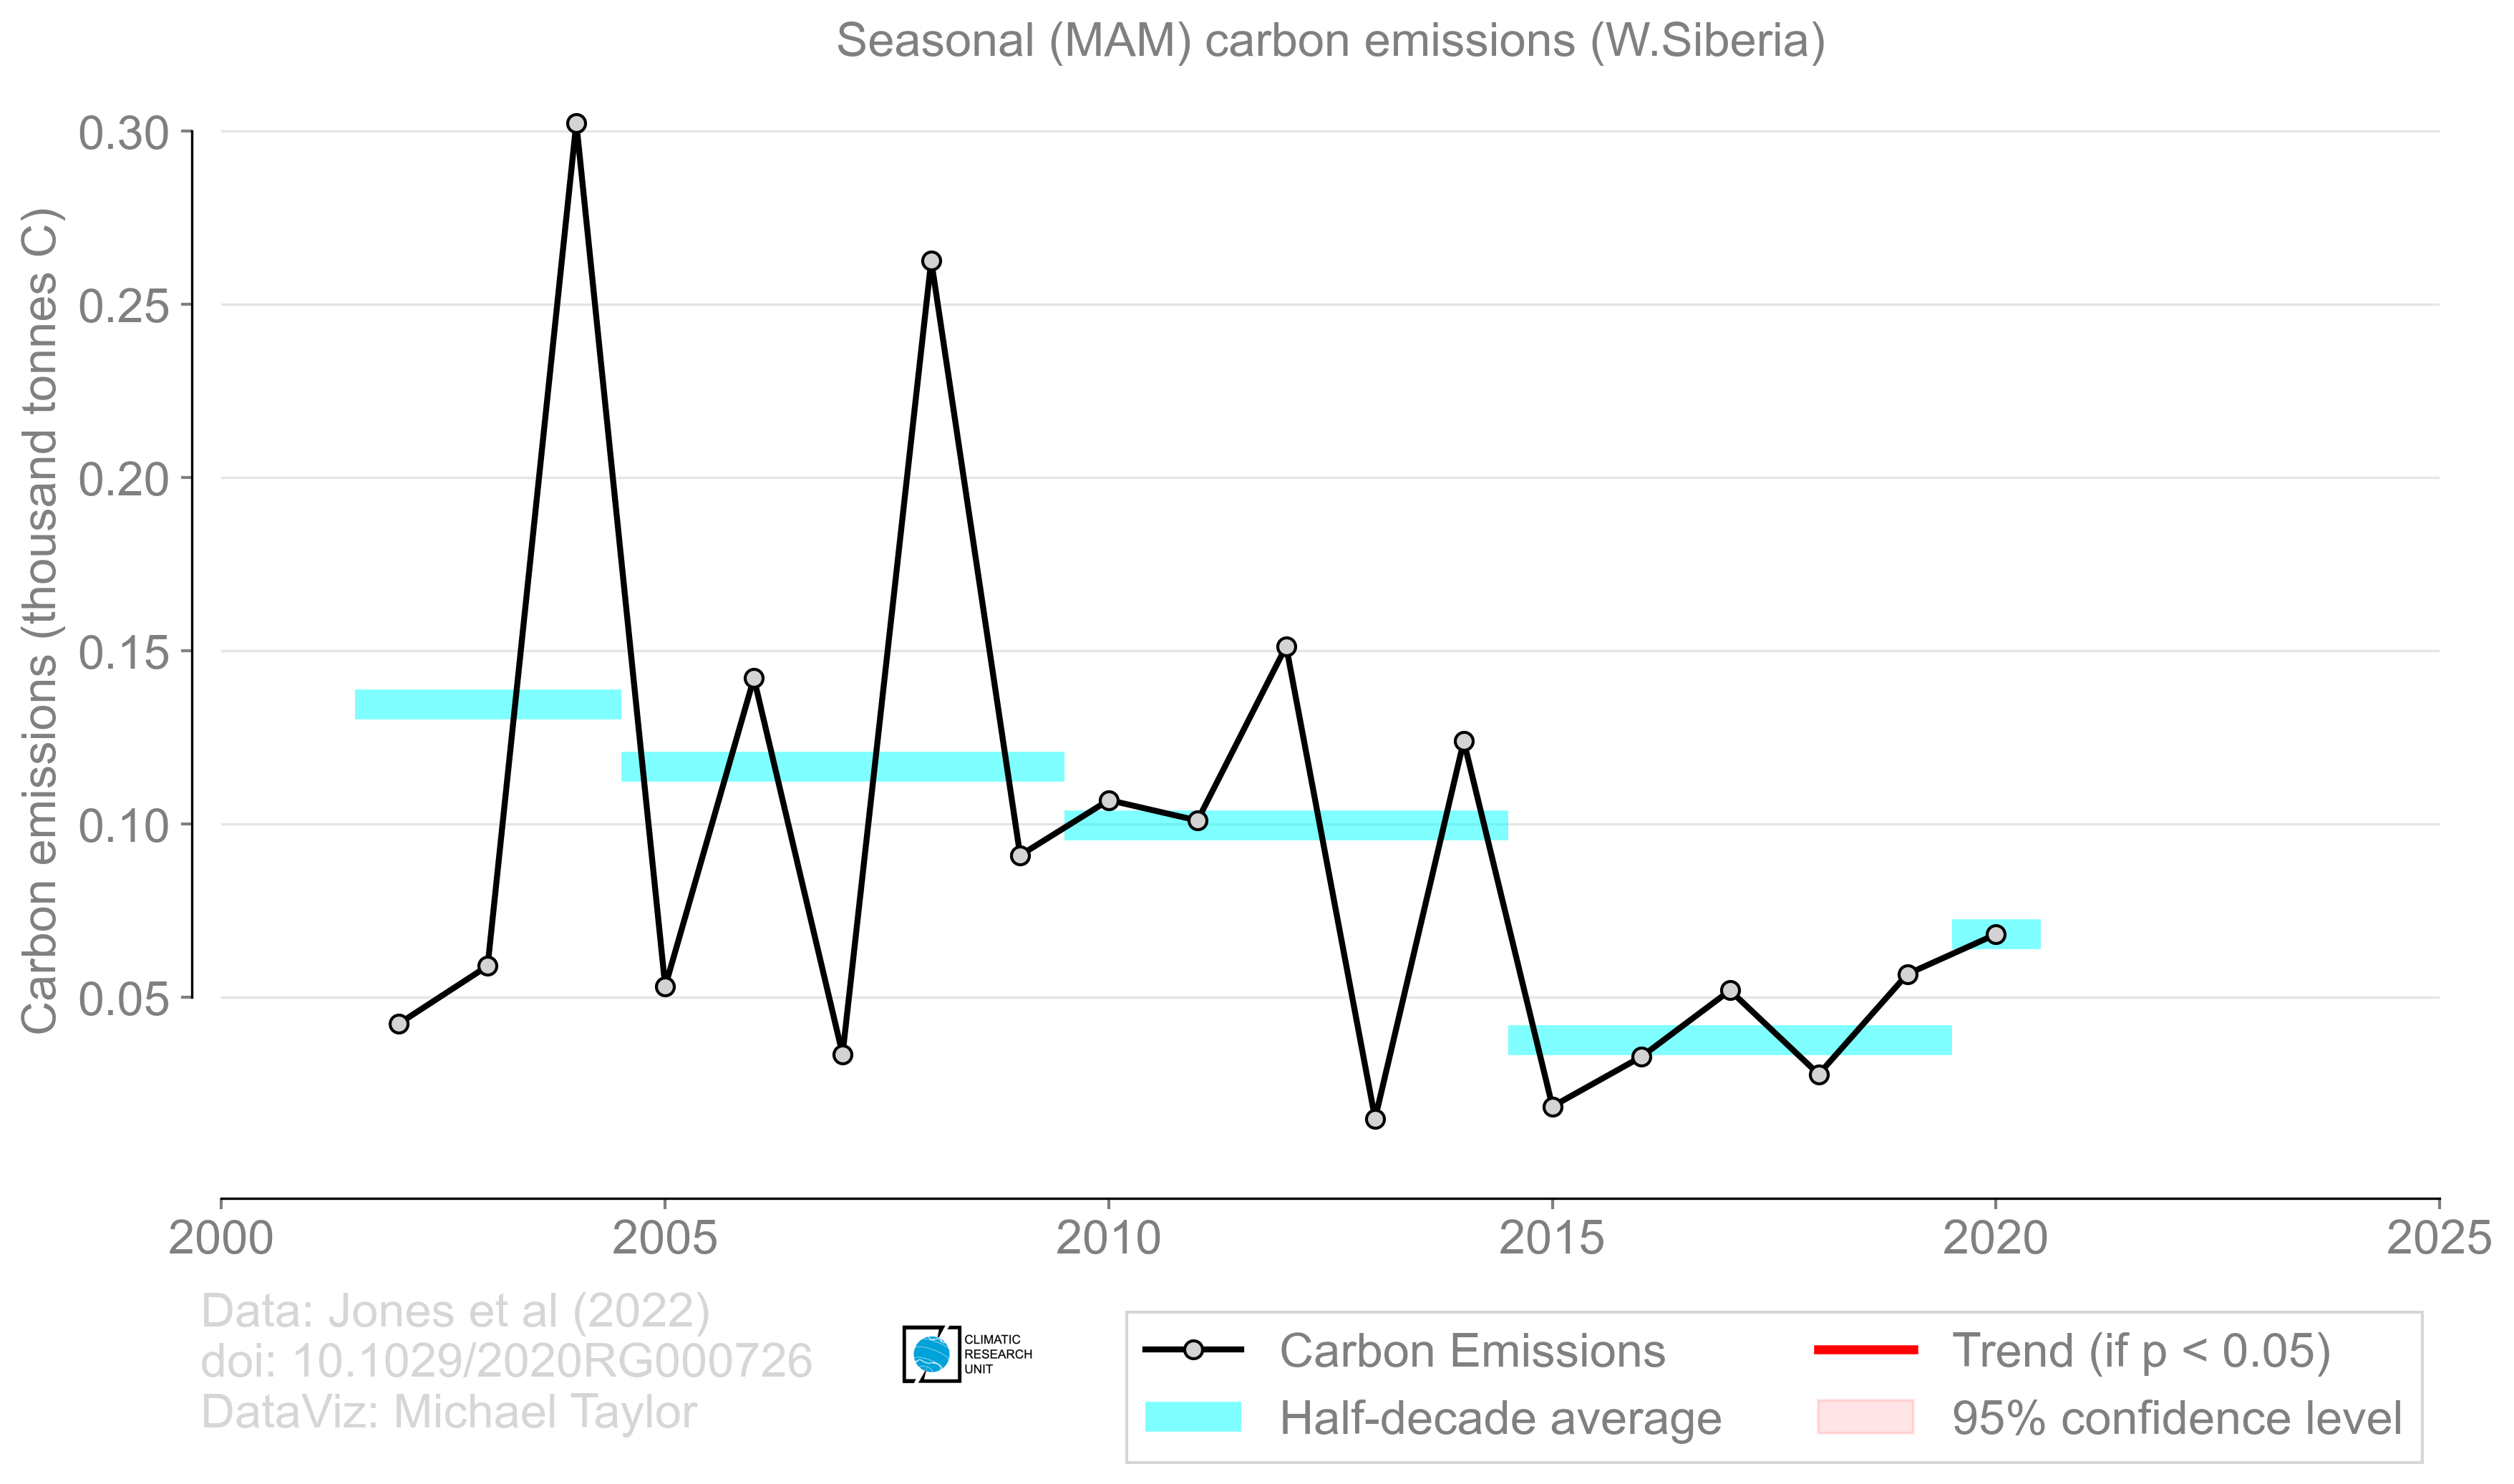 Seasonal (MAM) carbon emissions (W.Siberia)
Carbon emissions (thousand tonnes C)
0.30
0.25
0.20
0.15
0.10
0.05
2000 2005 2010 2015 2020 2025
Data: Jones et al (2022)
doi: 10.1029/2020RG000726
DataViz: Michael Taylor
CLIMATIC
RESEARCH
UNIT
Carbon Emissions
Half-decade average
Trend (if p < 0.05)
95% confidence level